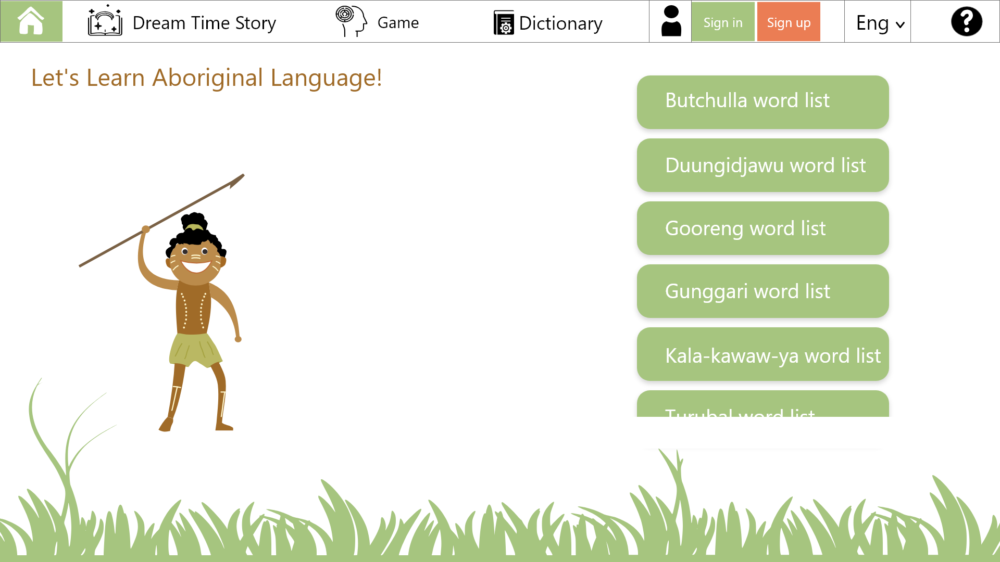 Dream Time Story
Game
Dictionary
Sign in
Sign up
Eng
?
Let's Learn Aboriginal Language!
Butchulla word list
Duungidjawu word list
Gooreng word list
Gunggari word list
Kala-kawaw-ya word list
Turubal word list